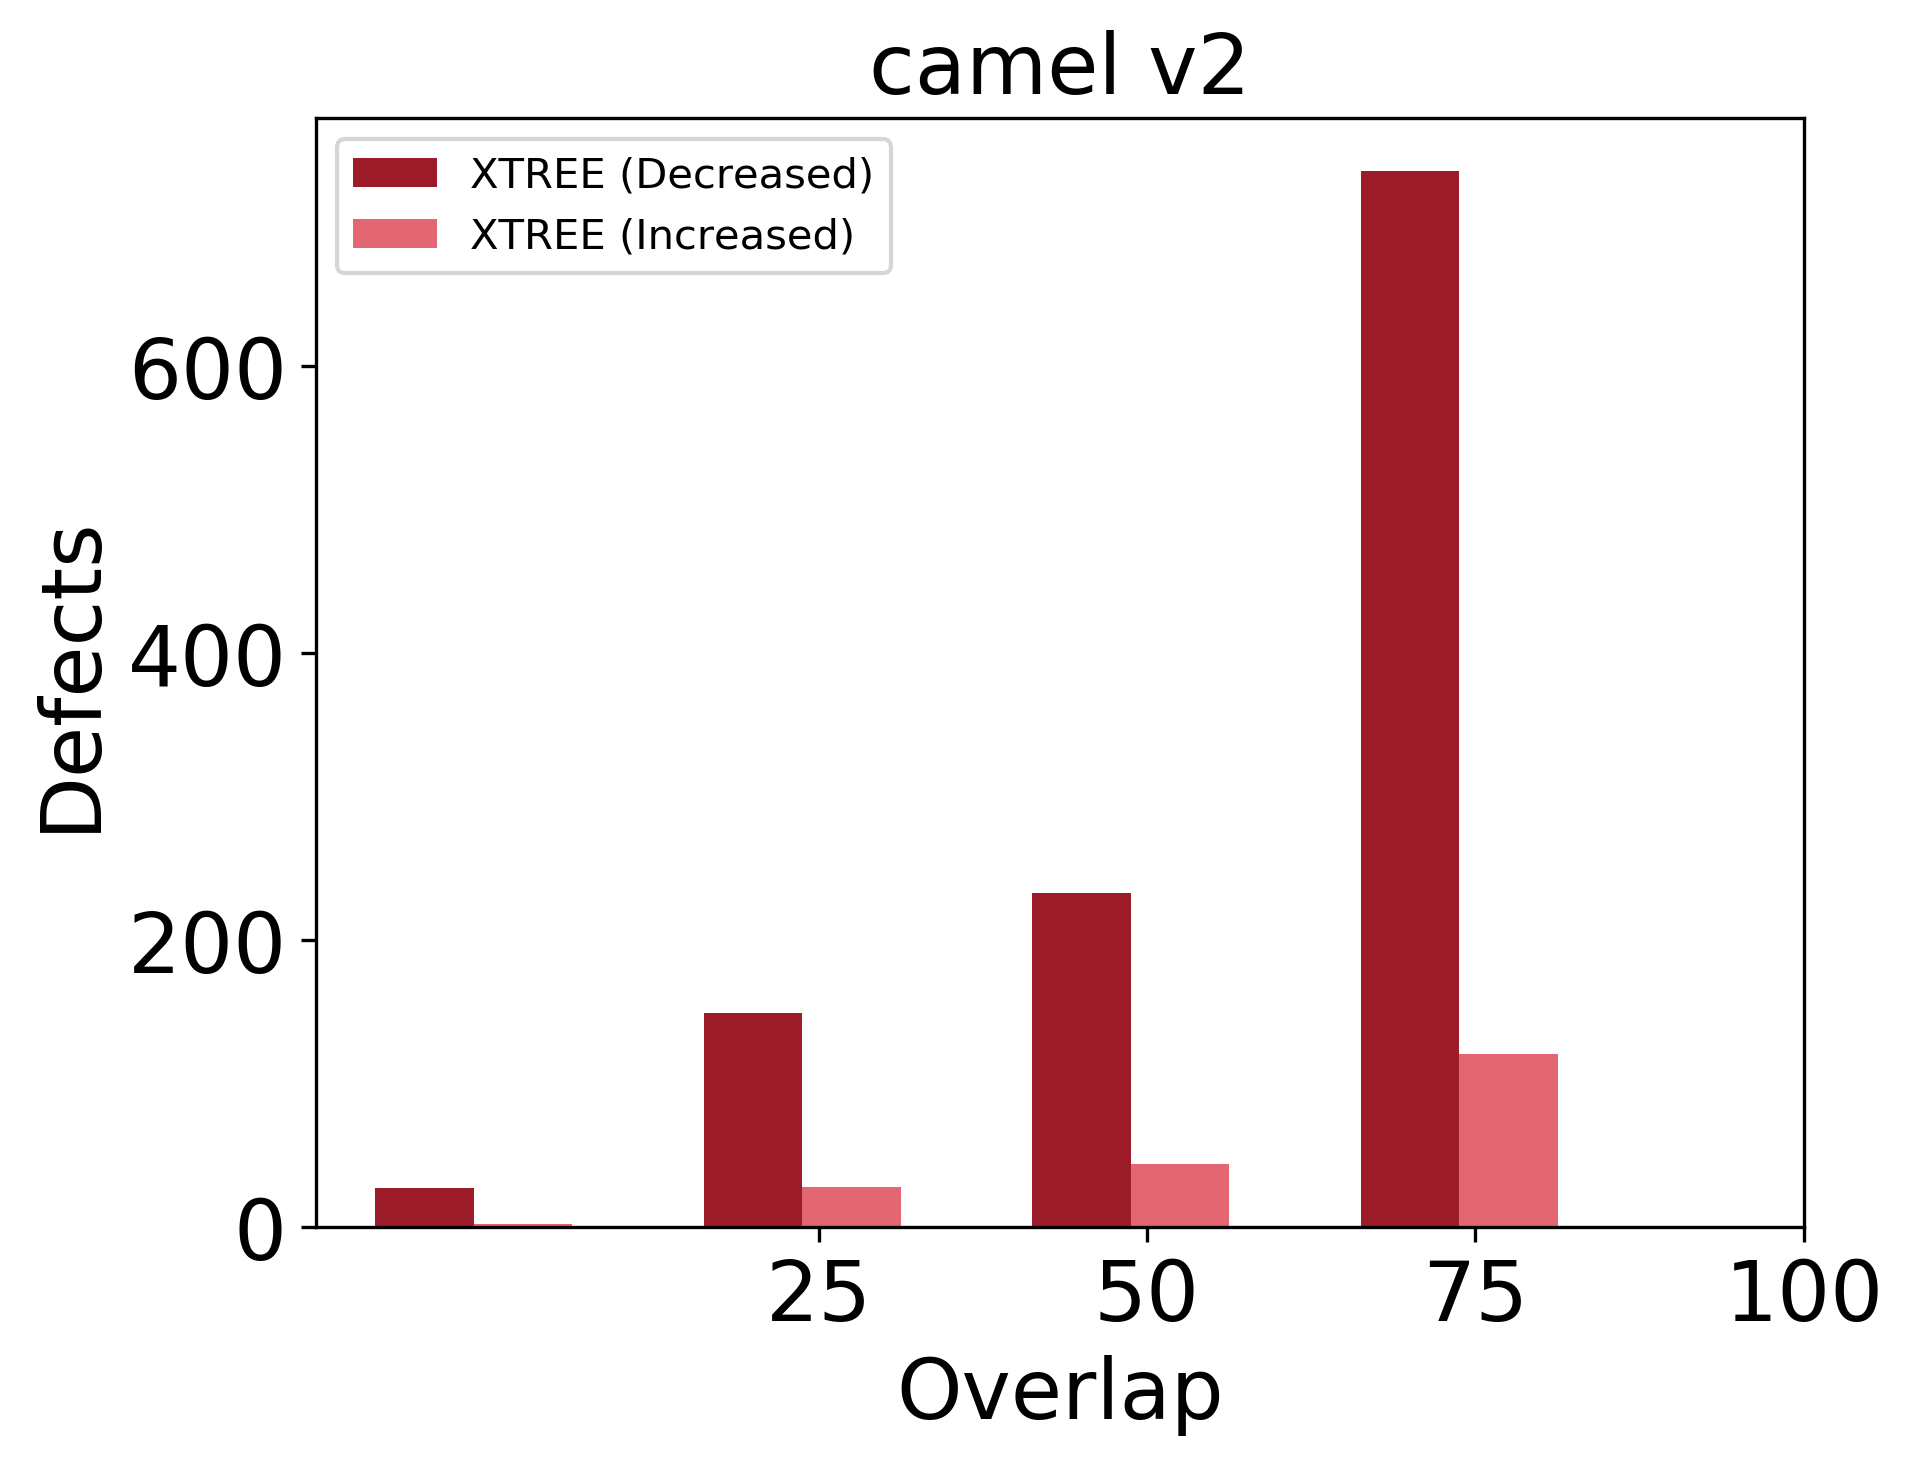 camel v2
XTREE (Decreased)
XTREE (Increased)
600
400
200
0
Defects
25 50 75 100
Overlap